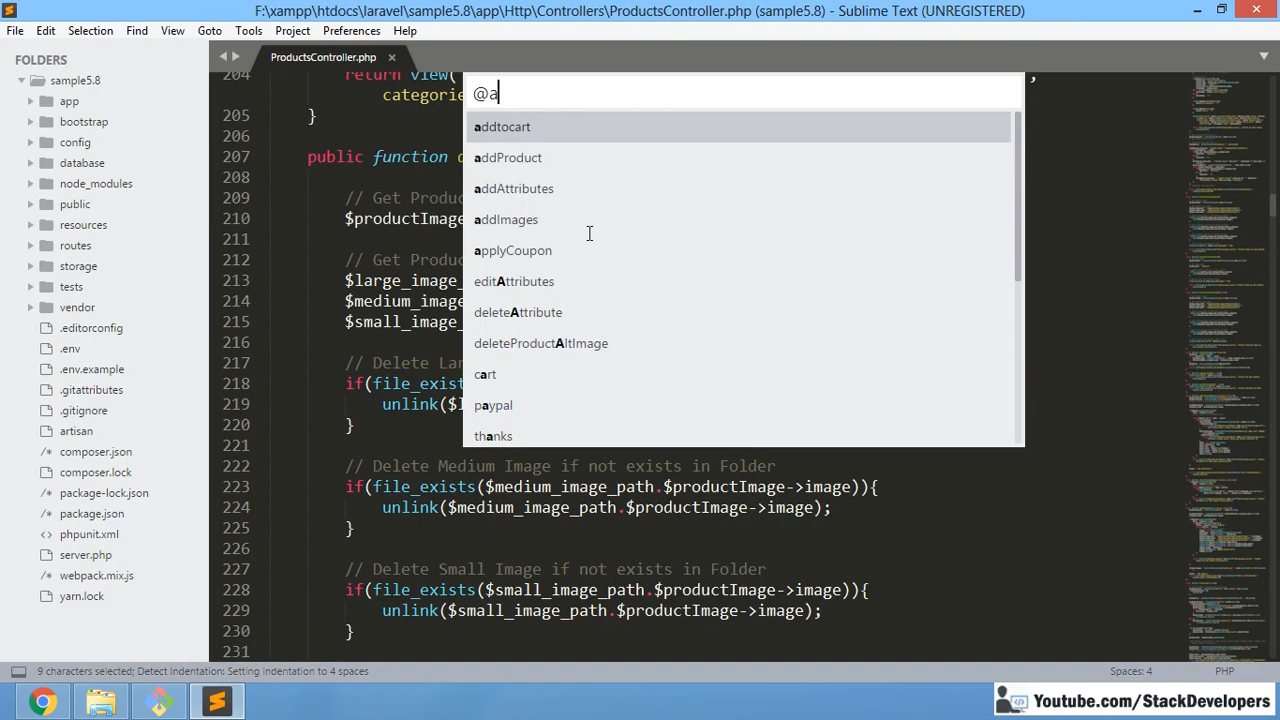 F:\xampp\htdocs\laravel\sample5.8\app\Http\Controllers\ProductsController.php (sample5.8) - Sublime Text (UNREGISTERED)
File Edit Selection Find View Goto Tools Project Preferences Help
FOLDERS
sample5.8
app
bootstrap
config
database
node_modules
public
resources
routes
storage
tests
vendor
.editorconfig
.env
.env.example
.gitattributes
.gitignore
artisan
composer.json
composer.lock
package-lock.json
package.json
phpunit.xml
server.php
webpack.mix.js
yarn.lock
ProductsController.php
@a
addtocart
addProduct
addAttributes
addImages
applyCoupon
editAttributes
deleteAttribute
deleteProductAltImage
cart
paypal
thanks
204 return view(
categorie
205 }
206
207 public function
208
209 // Get Produc
210 $productImage
211
212 // Get Produc
213 $large_image_
214 $medium_image
215 $small_image_
216
217 // Delete La
218 if(file_exist
219 unlink($l
220 }
221
222 // Delete Medium Image if not exists in Folder
223 if(file_exists($medium_image_path.$productImage->image)){
224 unlink($medium_image_path.$productImage->image);
225 }
226
227 // Delete Small Image if not exists in Folder
228 if(file_exists($small_image_path.$productImage->image)){
229 unlink($small_image_path.$productImage->image);
230 }
231
9 characters selected; Detect Indentation: Setting indentation to 4 spaces
Spaces: 4
PHP
Youtube.com/StackDevelopers